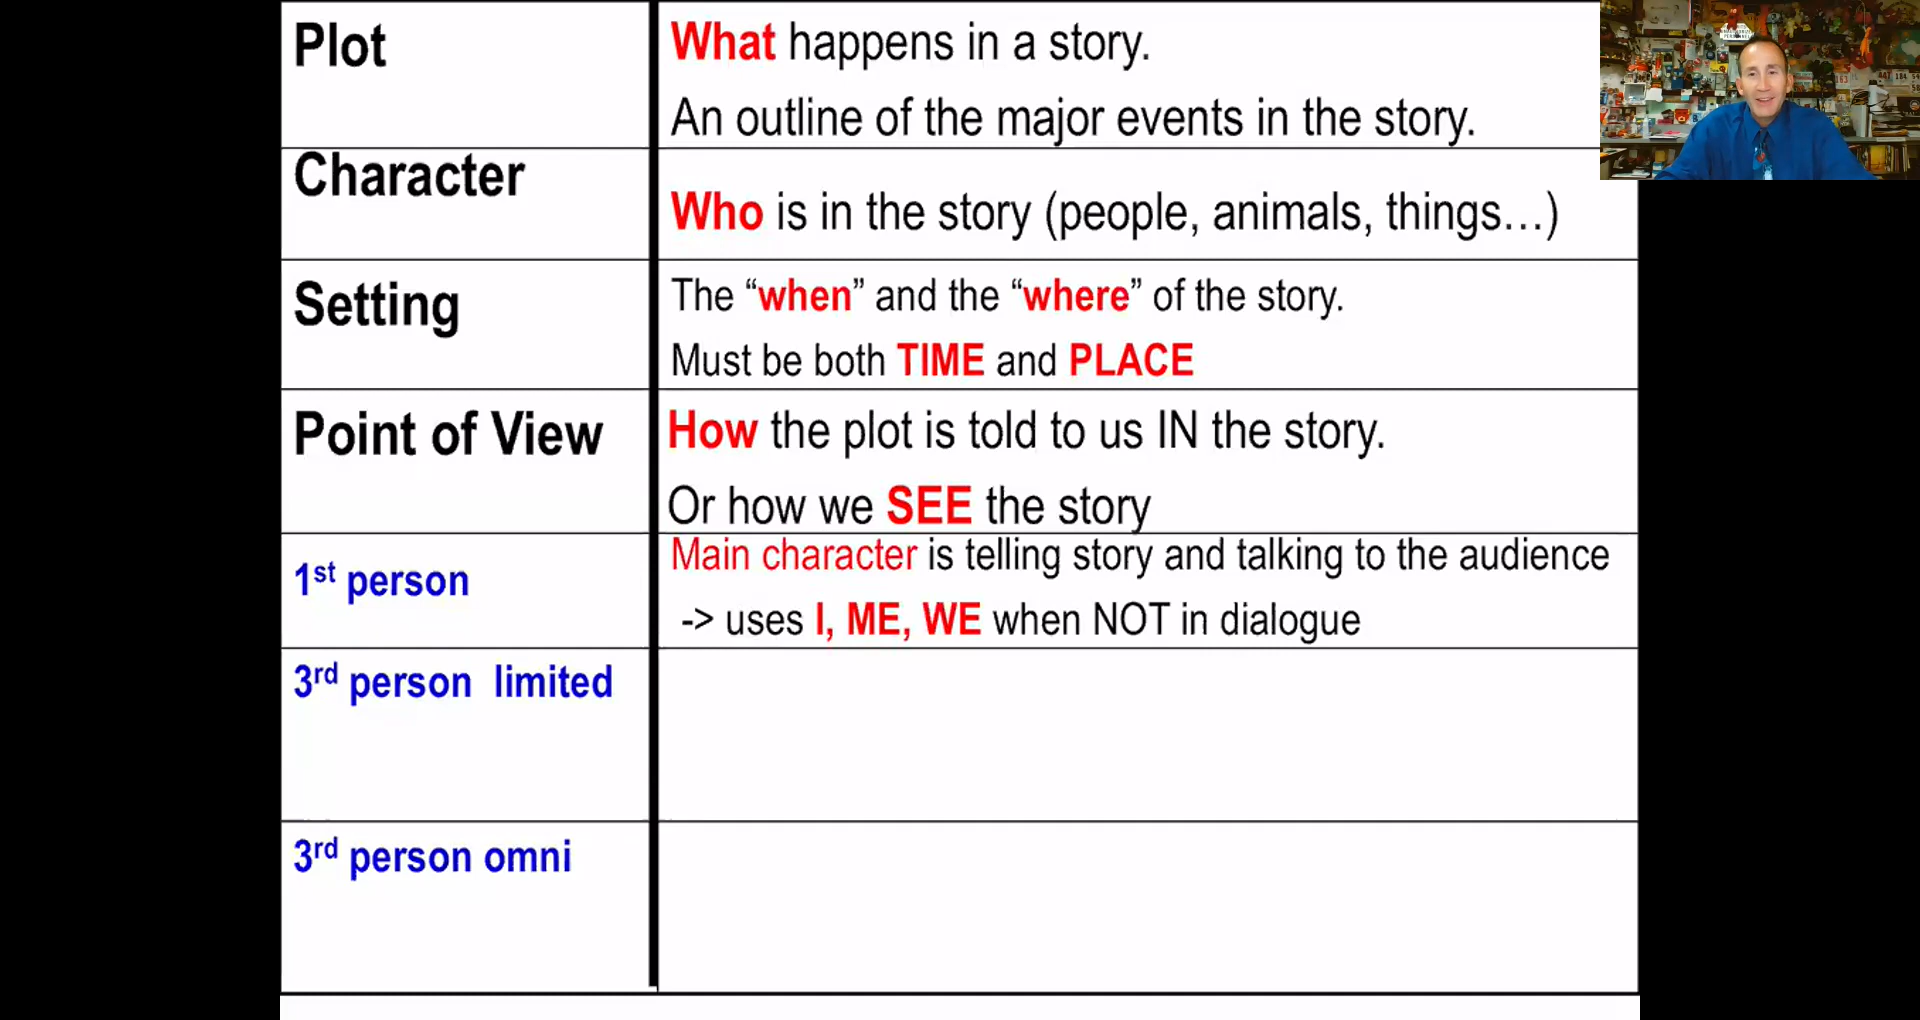 Plot
What happens in a story.
An outline of the major events in the story.
Character
Who is in the story (people, animals, things...)
Setting
The “when” and the “where” of the story.
Must be both TIME and PLACE
Point of View
How the plot is told to us IN the story.
Or how we SEE the story
1st person
Main character is telling story and talking to the audience
-> uses I, ME, WE when NOT in dialogue
3rd person limited
3rd person omni